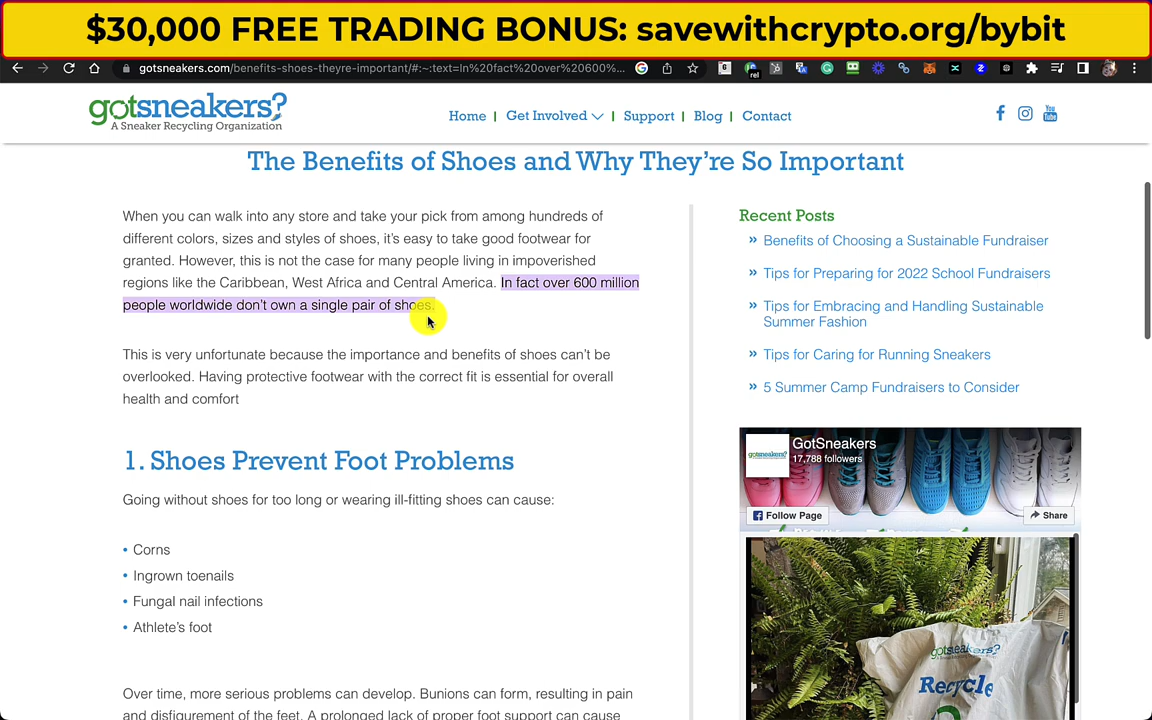 $30,000 FREE TRADING BONUS: savewithcrypto.org/bybit
gotsneakers.com/benefits-shoes-theyre-important/#:~:text=In%20fact%20over%20600%...
gotsneakers?
A Sneaker Recycling Organization
Home | Get Involved | Support | Blog | Contact
You
Tube
The Benefits of Shoes and Why They're So Important
When you can walk into any store and take your pick from among hundreds of
different colors, sizes and styles of shoes, it's easy to take good footwear for
granted. However, this is not the case for many people living in impoverished
regions like the Caribbean, West Africa and Central America. In fact over 600 million
people worldwide don't own a single pair of shoes.
This is very unfortunate because the importance and benefits of shoes can't be
overlooked. Having protective footwear with the correct fit is essential for overall
health and comfort
1. Shoes Prevent Foot Problems
Going without shoes for too long or wearing ill-fitting shoes can cause:
• Corns
• Ingrown toenails
• Fungal nail infections
• Athlete's foot
Over time, more serious problems can develop. Bunions can form, resulting in pain
and disfigurement of the feet. A prolonged lack of proper foot support can cause
Recent Posts
» Benefits of Choosing a Sustainable Fundraiser
» Tips for Preparing for 2022 School Fundraisers
» Tips for Embracing and Handling Sustainable
Summer Fashion
» Tips for Caring for Running Sneakers
» 5 Summer Camp Fundraisers to Consider
gotsneakers?
GotSneakers
17,788 followers
Follow Page
Share
gotsneakers?
Recycle